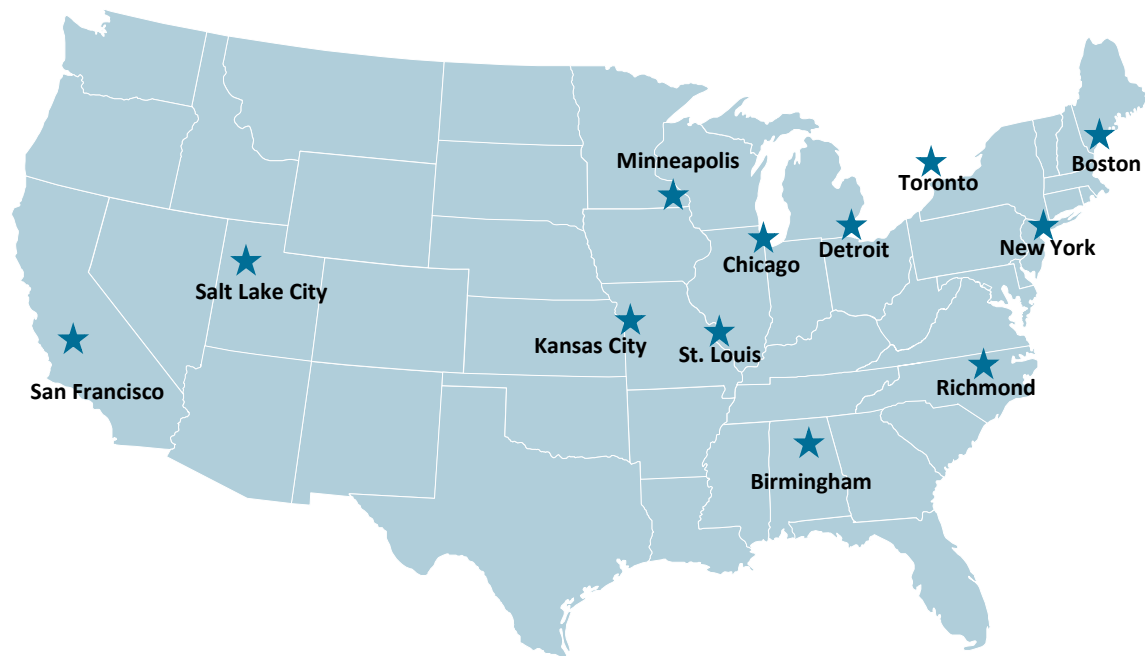 Minneapolis
Boston
Toronto
New York
Detroit
Chicago
Salt Lake City
Kansas City
St. Louis
Richmond
San Francisco
Birmingham